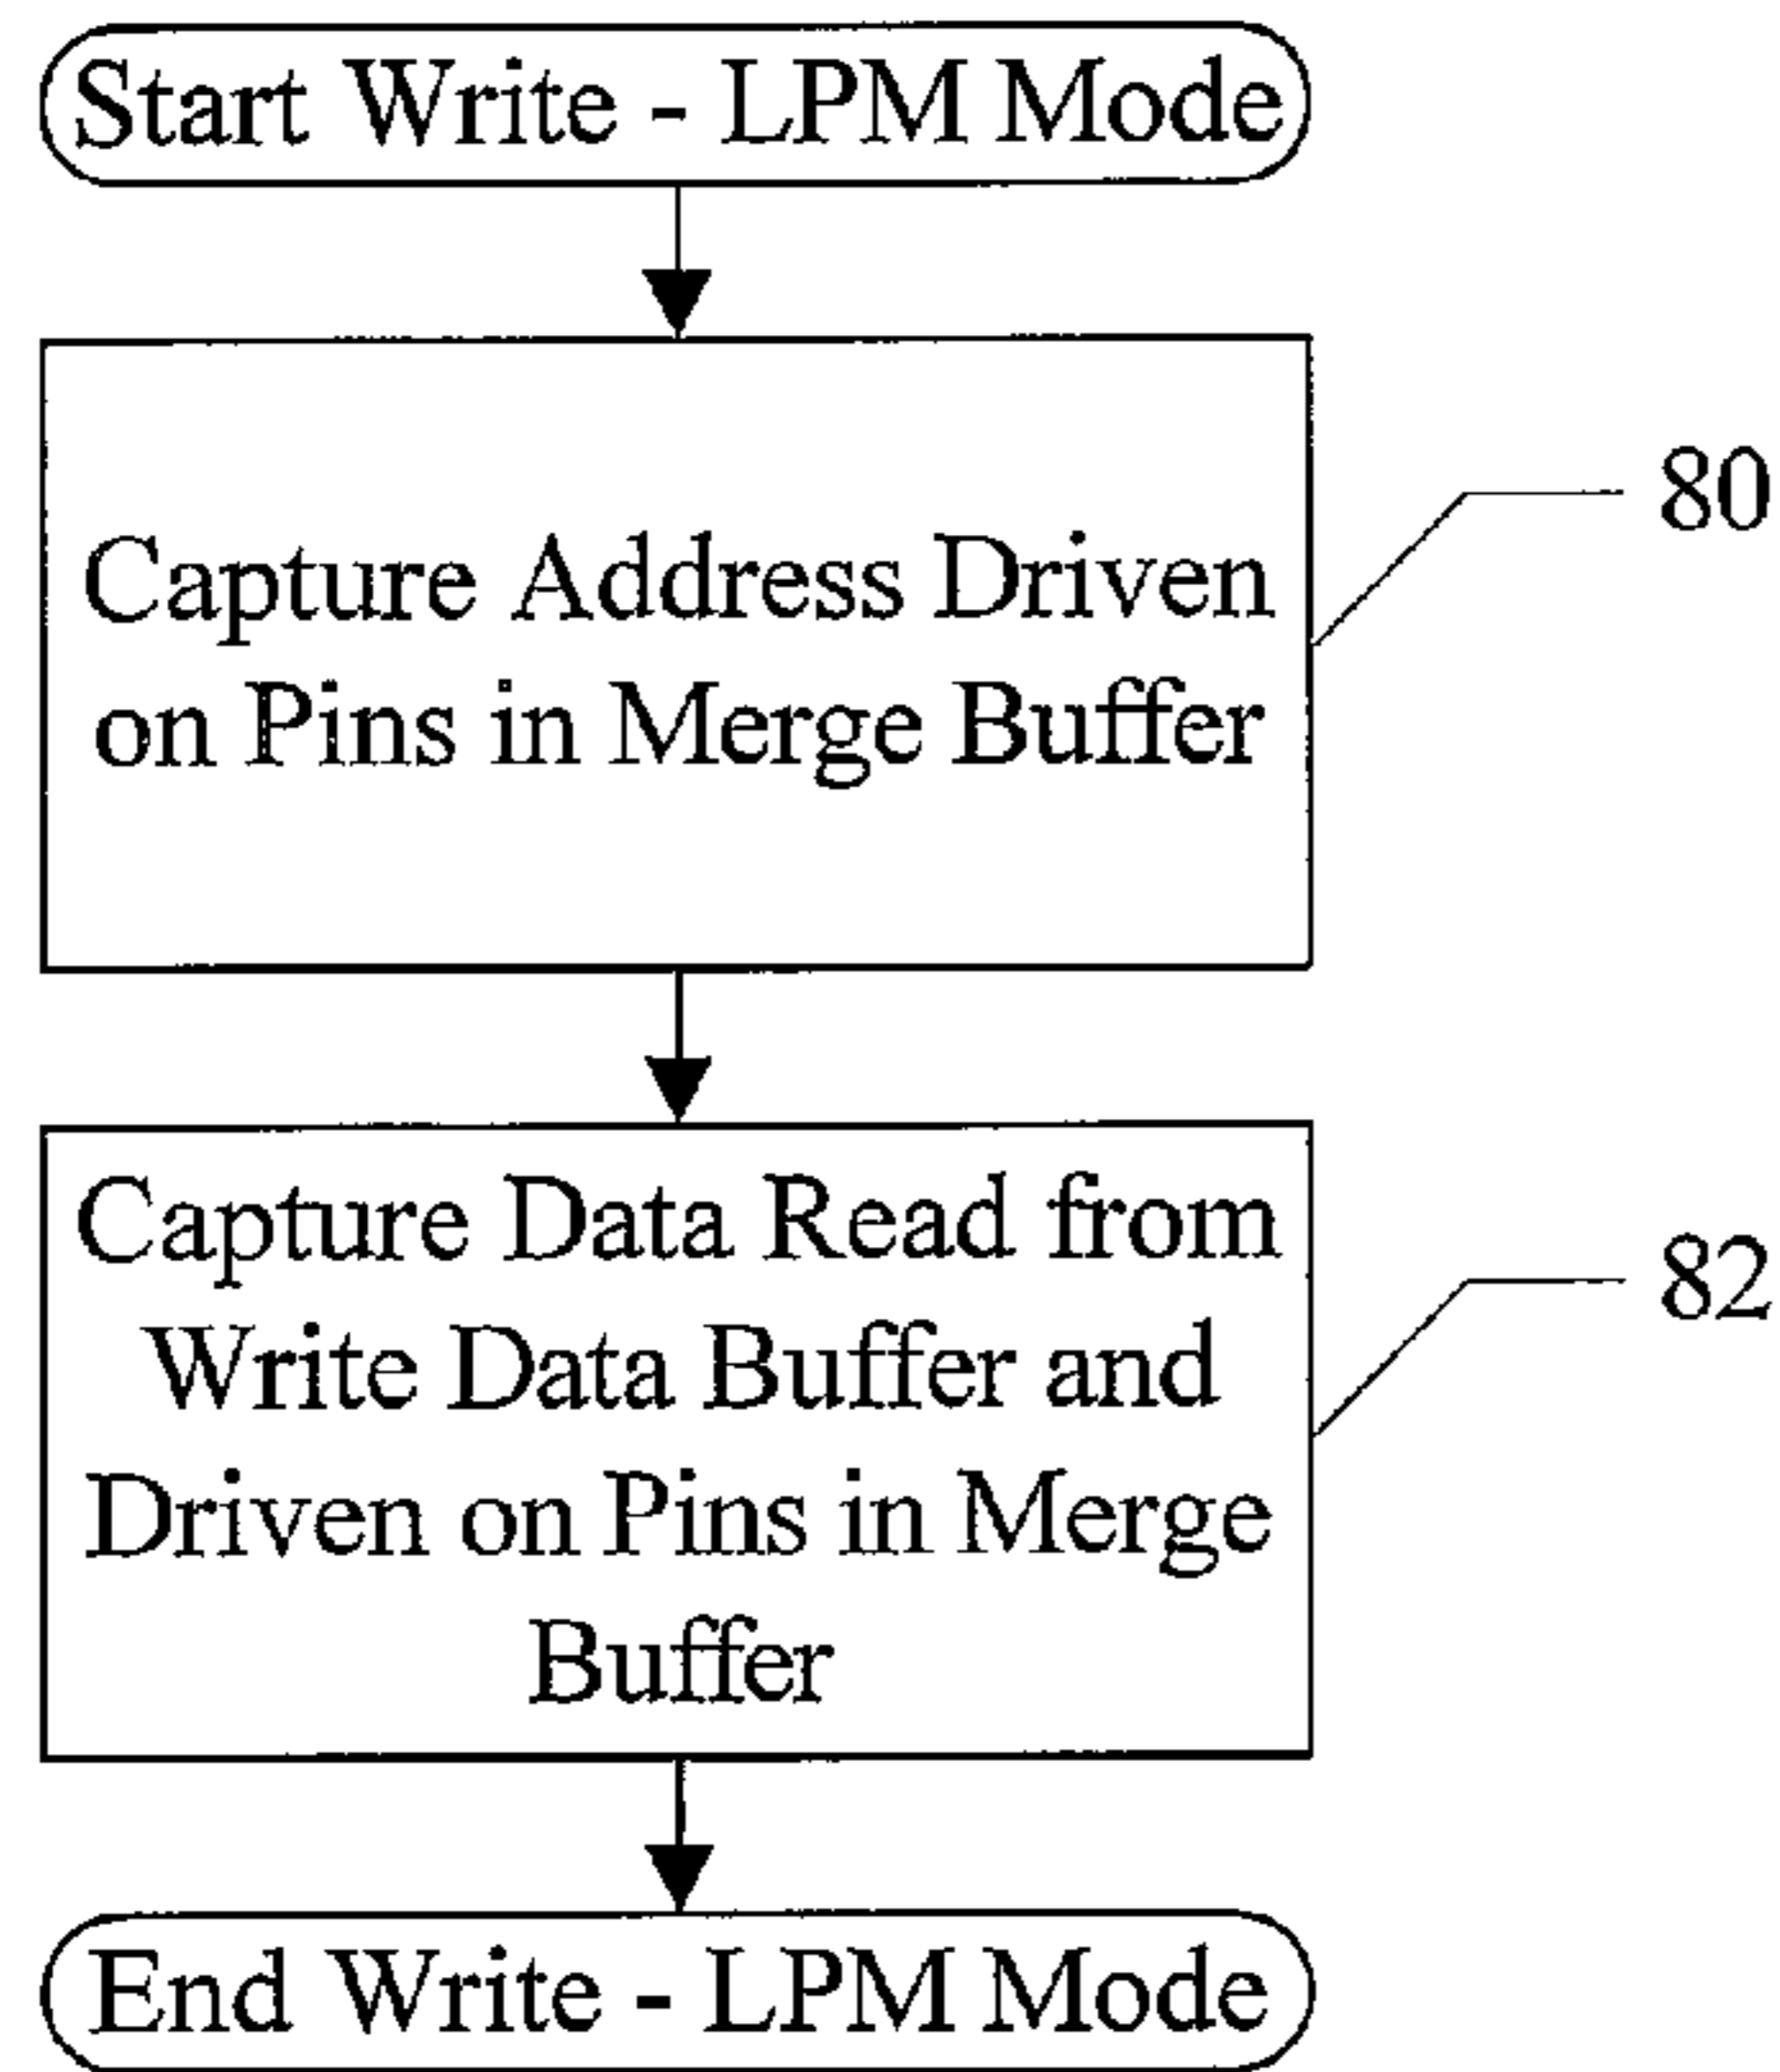 Start Write - LPM Mode
Capture Address Driven
on Pins in Merge Buffer
80
Capture Data Read from
Write Data Buffer and
Driven on Pins in Merge
Buffer
82
End Write - LPM Mode